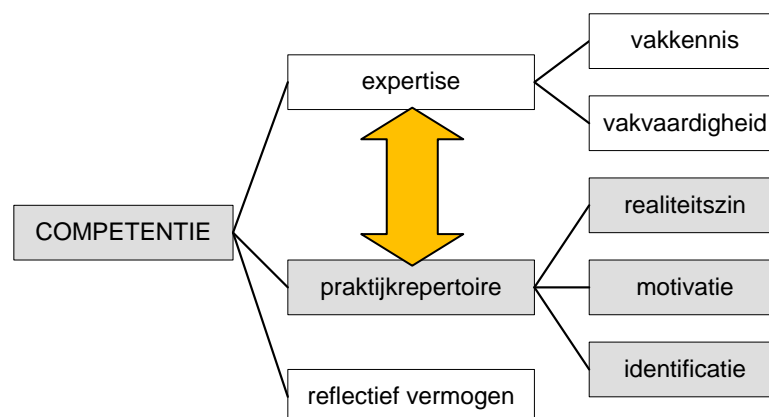 vakkennis
expertise
vakvaardigheid
realiteitszin
COMPETENTIE
praktijkrepertoire
motivatie
identificatie
reflectief vermogen